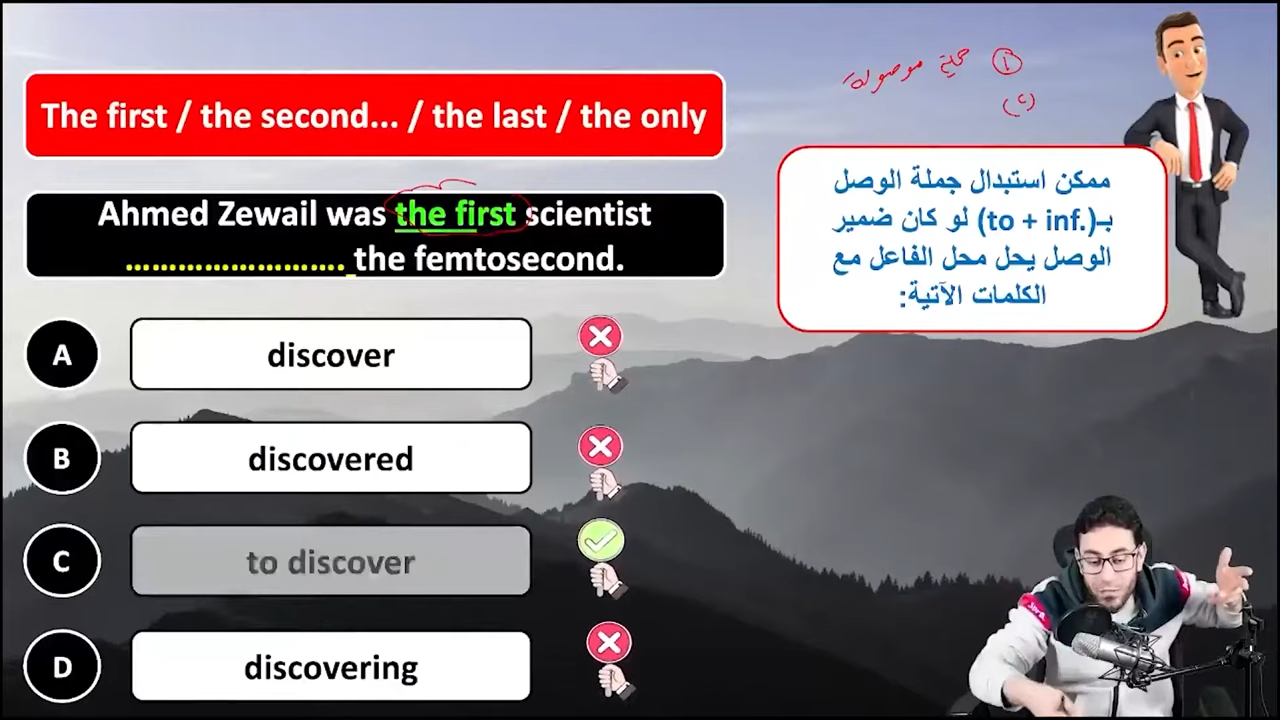 The first / the second... / the last / the only
Ahmed Zewail was the first scientist
........................ the femtosecond.
① جملة موصولة
(٢)
ممكن استبدال جملة الوصل
بـ(to + inf.) لو كان ضمير
الوصل يحل محل الفاعل مع
الكلمات الآتية:
A discover
B discovered
C to discover
D discovering